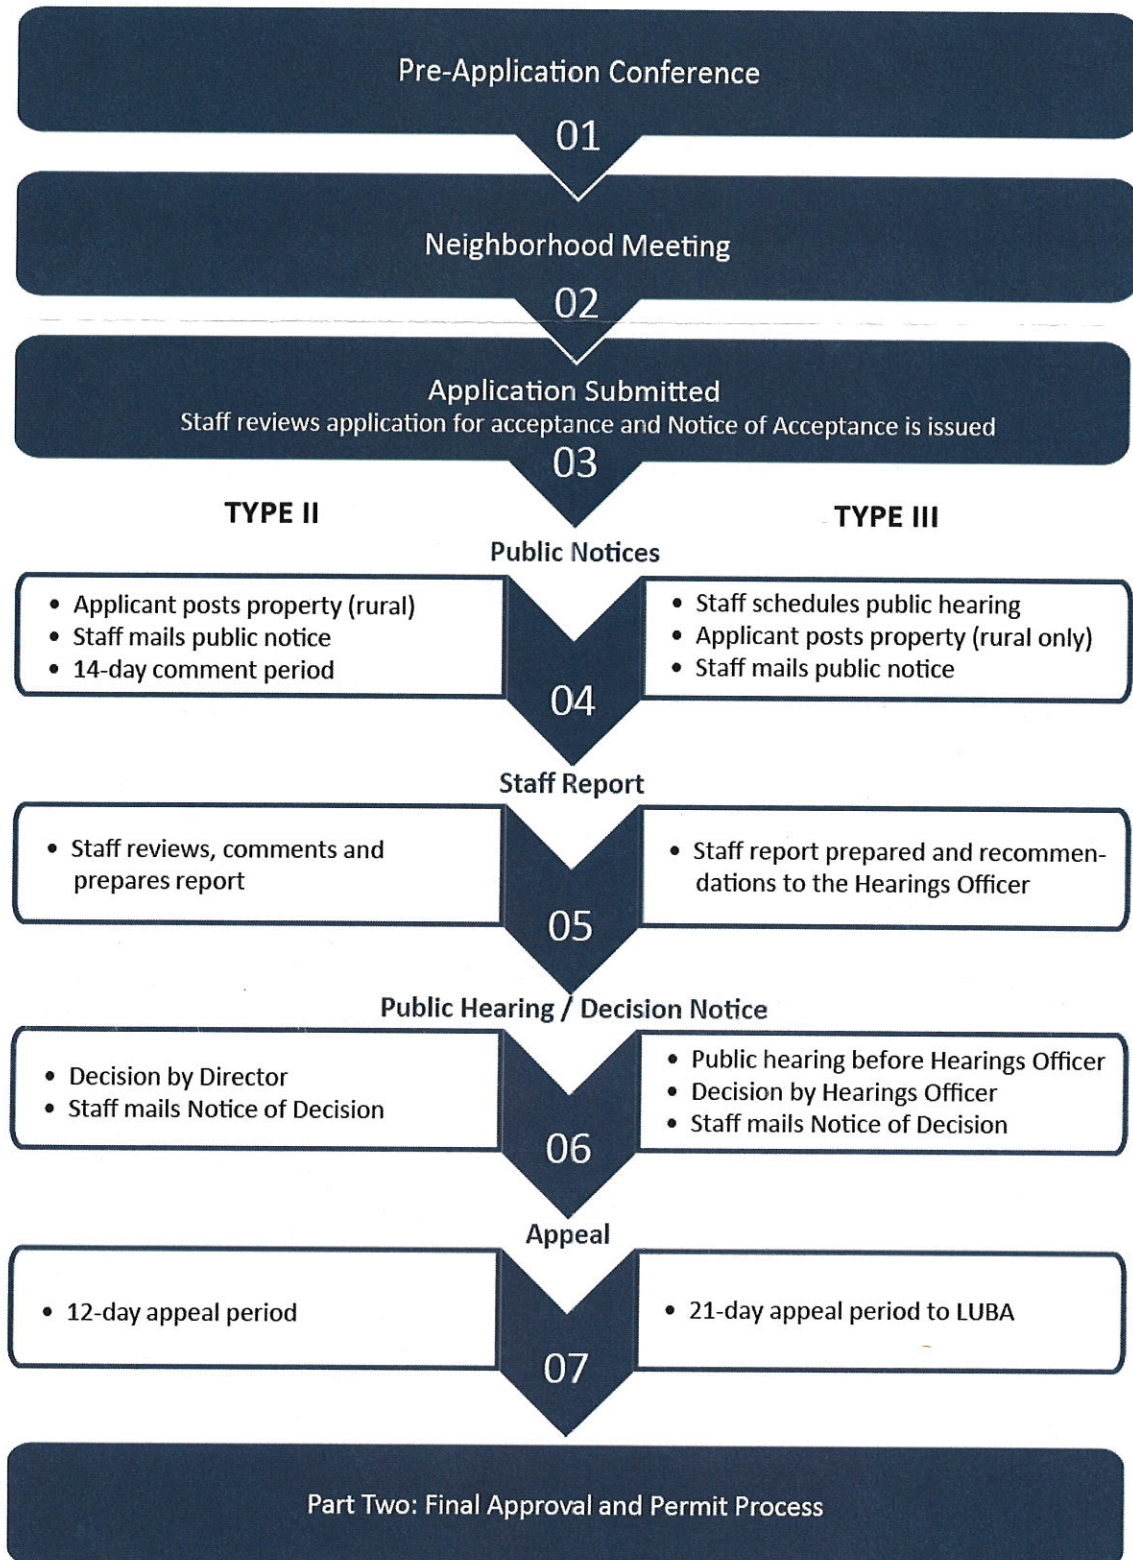 Pre-Application Conference
01
Neighborhood Meeting
02
Application Submitted
Staff reviews application for acceptance and Notice of Acceptance is issued
03
TYPE II
TYPE III
Public Notices
• Applicant posts property (rural)
• Staff mails public notice
• 14-day comment period
04
• Staff schedules public hearing
• Applicant posts property (rural only)
• Staff mails public notice
Staff Report
• Staff reviews, comments and
prepares report
05
• Staff report prepared and recommen-
dations to the Hearings Officer
Public Hearing / Decision Notice
• Decision by Director
• Staff mails Notice of Decision
06
• Public hearing before Hearings Officer
• Decision by Hearings Officer
• Staff mails Notice of Decision
Appeal
• 12-day appeal period
07
• 21-day appeal period to LUBA
Part Two: Final Approval and Permit Process